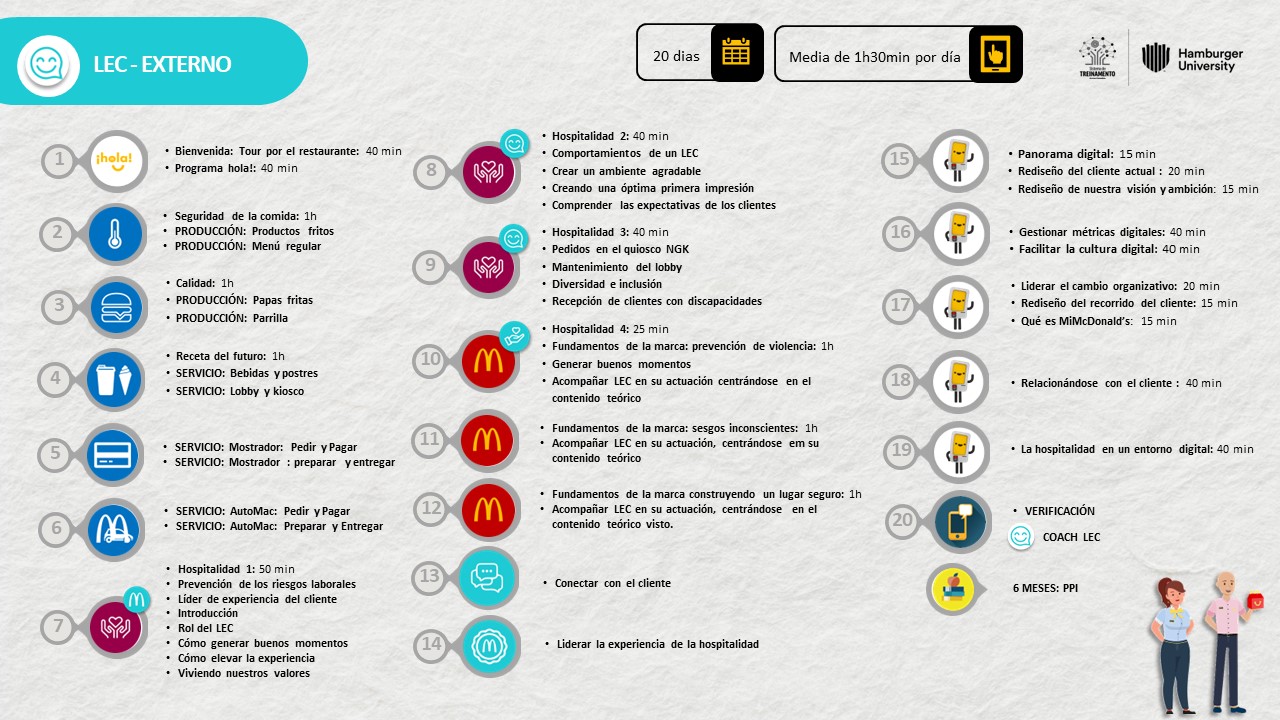 LEC - EXTERNO
20 dias
Media de 1h30min por día
TREINAMENTO
Hamburger
University
1
¡hola!
• Bienvenida: Tour por el restaurante: 40 min
• Programa hola!: 40 min
2
• Seguridad de la comida: 1h
• PRODUCCIÓN: Productos fritos
• PRODUCCIÓN: Menú regular
3
• Calidad: 1h
• PRODUCCIÓN: Papas fritas
• PRODUCCIÓN: Parrilla
4
• Receta del futuro: 1h
• SERVICIO: Bebidas y postres
• SERVICIO: Lobby y kiosco
5
• SERVICIO: Mostrador: Pedir y Pagar
• SERVICIO: Mostrador : preparar y entregar
6
• SERVICIO: AutoMac: Pedir y Pagar
• SERVICIO: AutoMac: Preparar y Entregar
7
• Hospitalidad 1: 50 min
• Prevención de los riesgos laborales
• Líder de experiencia del cliente
• Introducción
• Rol del LEC
• Cómo generar buenos momentos
• Cómo elevar la experiencia
• Viviendo nuestros valores
8
• Hospitalidad 2: 40 min
• Comportamientos de un LEC
• Crear un ambiente agradable
• Creando una óptima primera impresión
• Comprender las expectativas de los clientes
9
• Hospitalidad 3: 40 min
• Pedidos en el quiosco NGK
• Mantenimiento del lobby
• Diversidad e inclusión
• Recepción de clientes con discapacidades
10
• Hospitalidad 4: 25 min
• Fundamentos de la marca: prevención de violencia: 1h
• Generar buenos momentos
• Acompañar LEC en su actuación centrándose en el
contenido teórico
11
• Fundamentos de la marca: sesgos inconscientes: 1h
• Acompañar LEC en su actuación, centrándose em su
contenido teórico
12
• Fundamentos de la marca construyendo un lugar seguro: 1h
• Acompañar LEC en su actuación, centrándose en el
contenido teórico visto.
13
• Conectar con el cliente
14
• Liderar la experiencia de la hospitalidad
15
• Panorama digital: 15 min
• Rediseño del cliente actual : 20 min
• Rediseño de nuestra visión y ambición: 15 min
16
• Gestionar métricas digitales: 40 min
• Facilitar la cultura digital: 40 min
17
• Liderar el cambio organizativo: 20 min
• Rediseño del recorrido del cliente: 15 min
• Qué es MiMcDonald's: 15 min
18
• Relacionándose con el cliente : 40 min
19
• La hospitalidad en un entorno digital: 40 min
20
• VERIFICACIÓN
COACH LEC
6 MESES: PPI